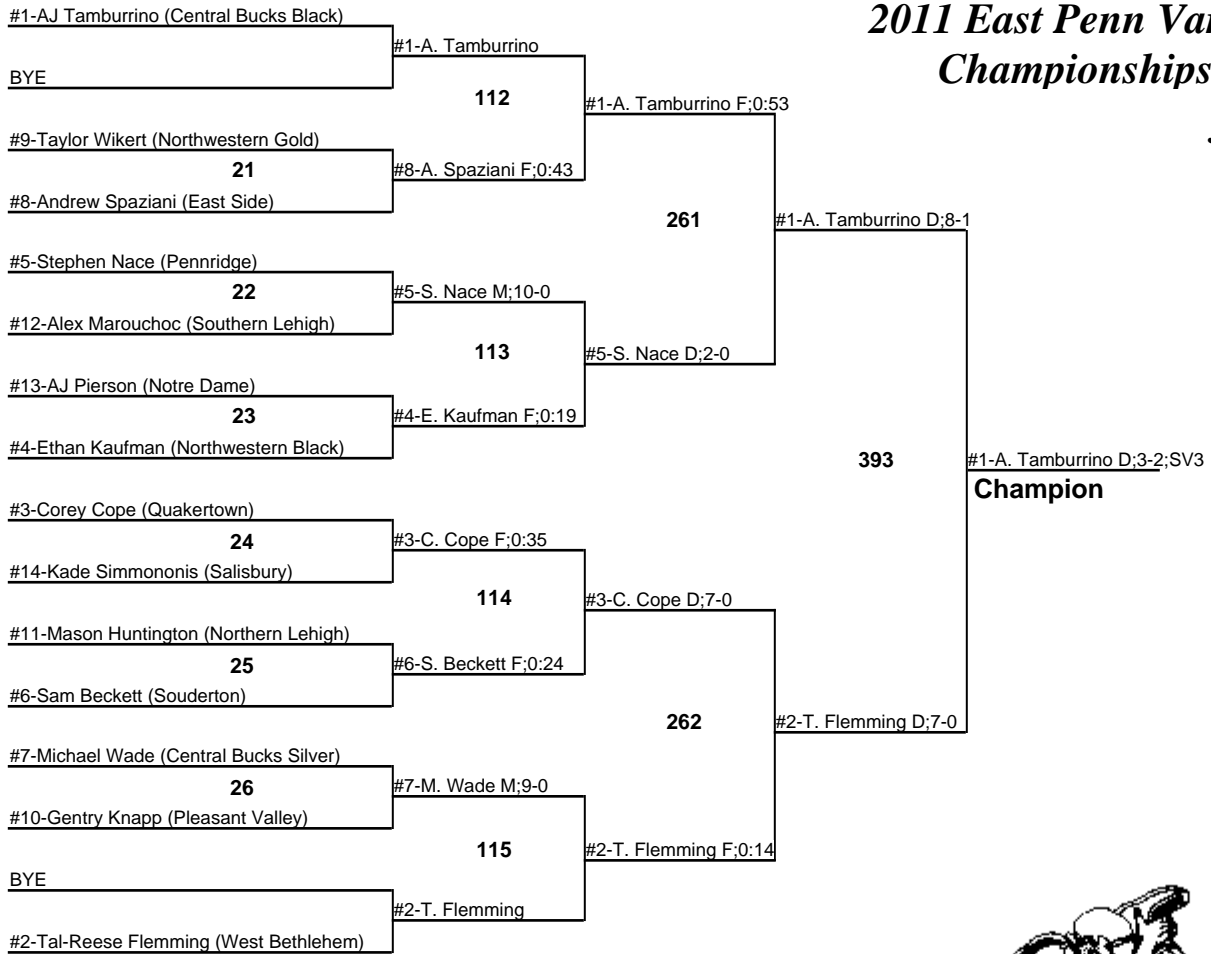 2011 East Penn Var
Championships
#1-AJ Tamburrino (Central Bucks Black)
#1-A. Tamburrino
BYE
112
#1-A. Tamburrino F;0:53
#9-Taylor Wikert (Northwestern Gold)
21
#8-A. Spaziani F;0:43
#8-Andrew Spaziani (East Side)
261
#1-A. Tamburrino D;8-1
#5-Stephen Nace (Pennridge)
22
#5-S. Nace M;10-0
#12-Alex Marouchoc (Southern Lehigh)
113
#5-S. Nace D;2-0
#13-AJ Pierson (Notre Dame)
23
#4-E. Kaufman F;0:19
#4-Ethan Kaufman (Northwestern Black)
393
#1-A. Tamburrino D;3-2;SV3
Champion
#3-Corey Cope (Quakertown)
24
#3-C. Cope F;0:35
#14-Kade Simmononis (Salisbury)
114
#3-C. Cope D;7-0
#11-Mason Huntington (Northern Lehigh)
25
#6-S. Beckett F;0:24
#6-Sam Beckett (Souderton)
262
#2-T. Flemming D;7-0
#7-Michael Wade (Central Bucks Silver)
26
#7-M. Wade M;9-0
#10-Gentry Knapp (Pleasant Valley)
115
#2-T. Flemming F;0:14
BYE
#2-T. Flemming
#2-Tal-Reese Flemming (West Bethlehem)